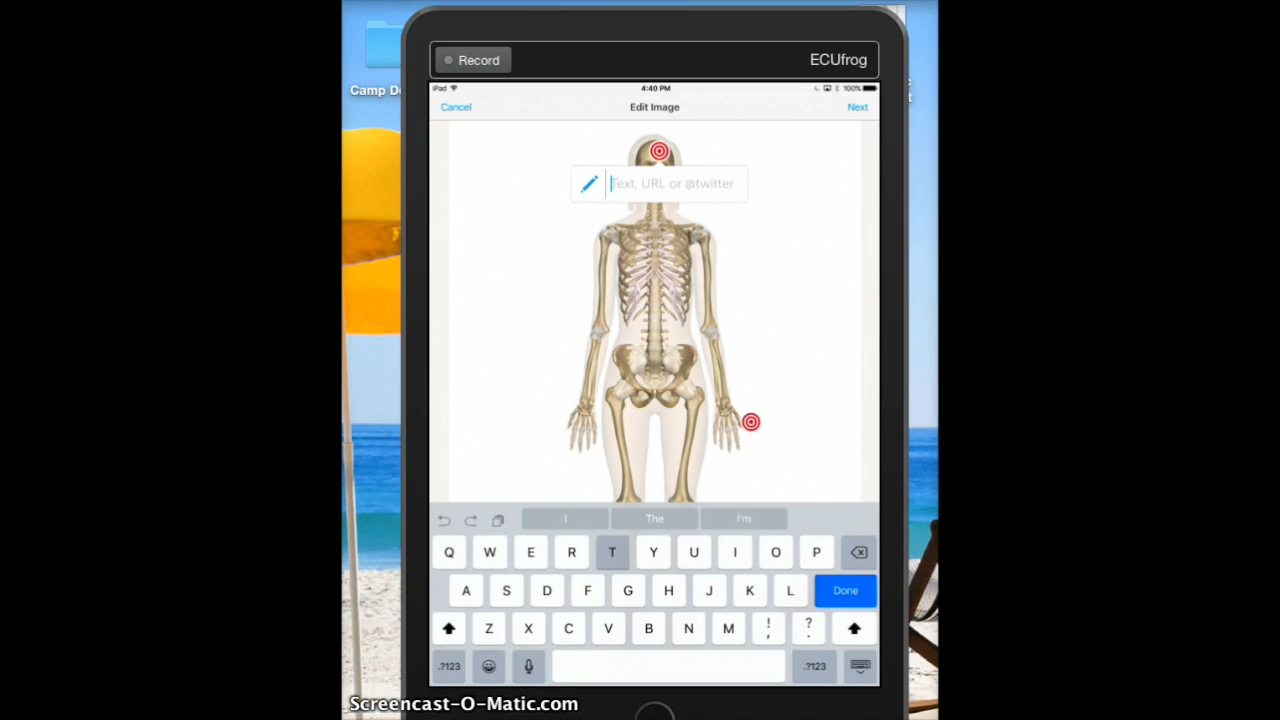 Record
ECUfrog
Camp D
iPad
4:40 PM
100%
Cancel
Edit Image
Next
Text, URL or @twitter
I
The
I'm
Q W E R T Y U I O P
A S D F G H J K L Done
Z X C V B N M ! , ? .
.?123
.?123
Screencast-O-Matic.com